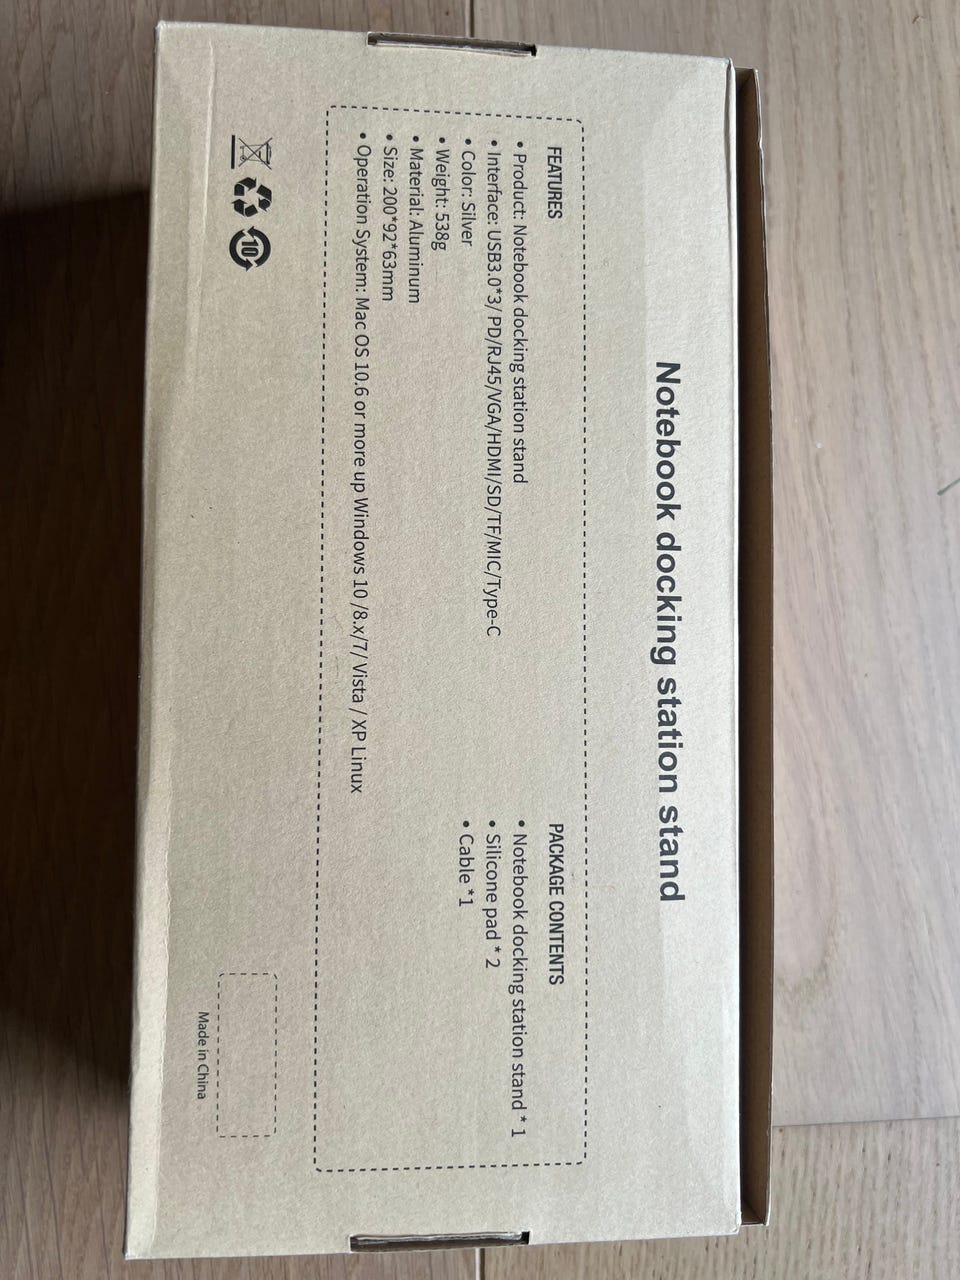 Notebook docking station stand
FEATURES
• Product: Notebook docking station stand
• Interface: USB3.0*3/ PD/RJ45/VGA/HDMI/SD/TF/MIC/Type-C
• Color: Silver
• Weight: 538g
• Material: Aluminum
• Size: 200*92*63mm
• Operation System: Mac OS 10.6 or more up Windows 10 /8.x/7/ Vista / XP Linux
PACKAGE CONTENTS
• Notebook docking station stand * 1
• Silicone pad * 2
• Cable *1
10
Made in China